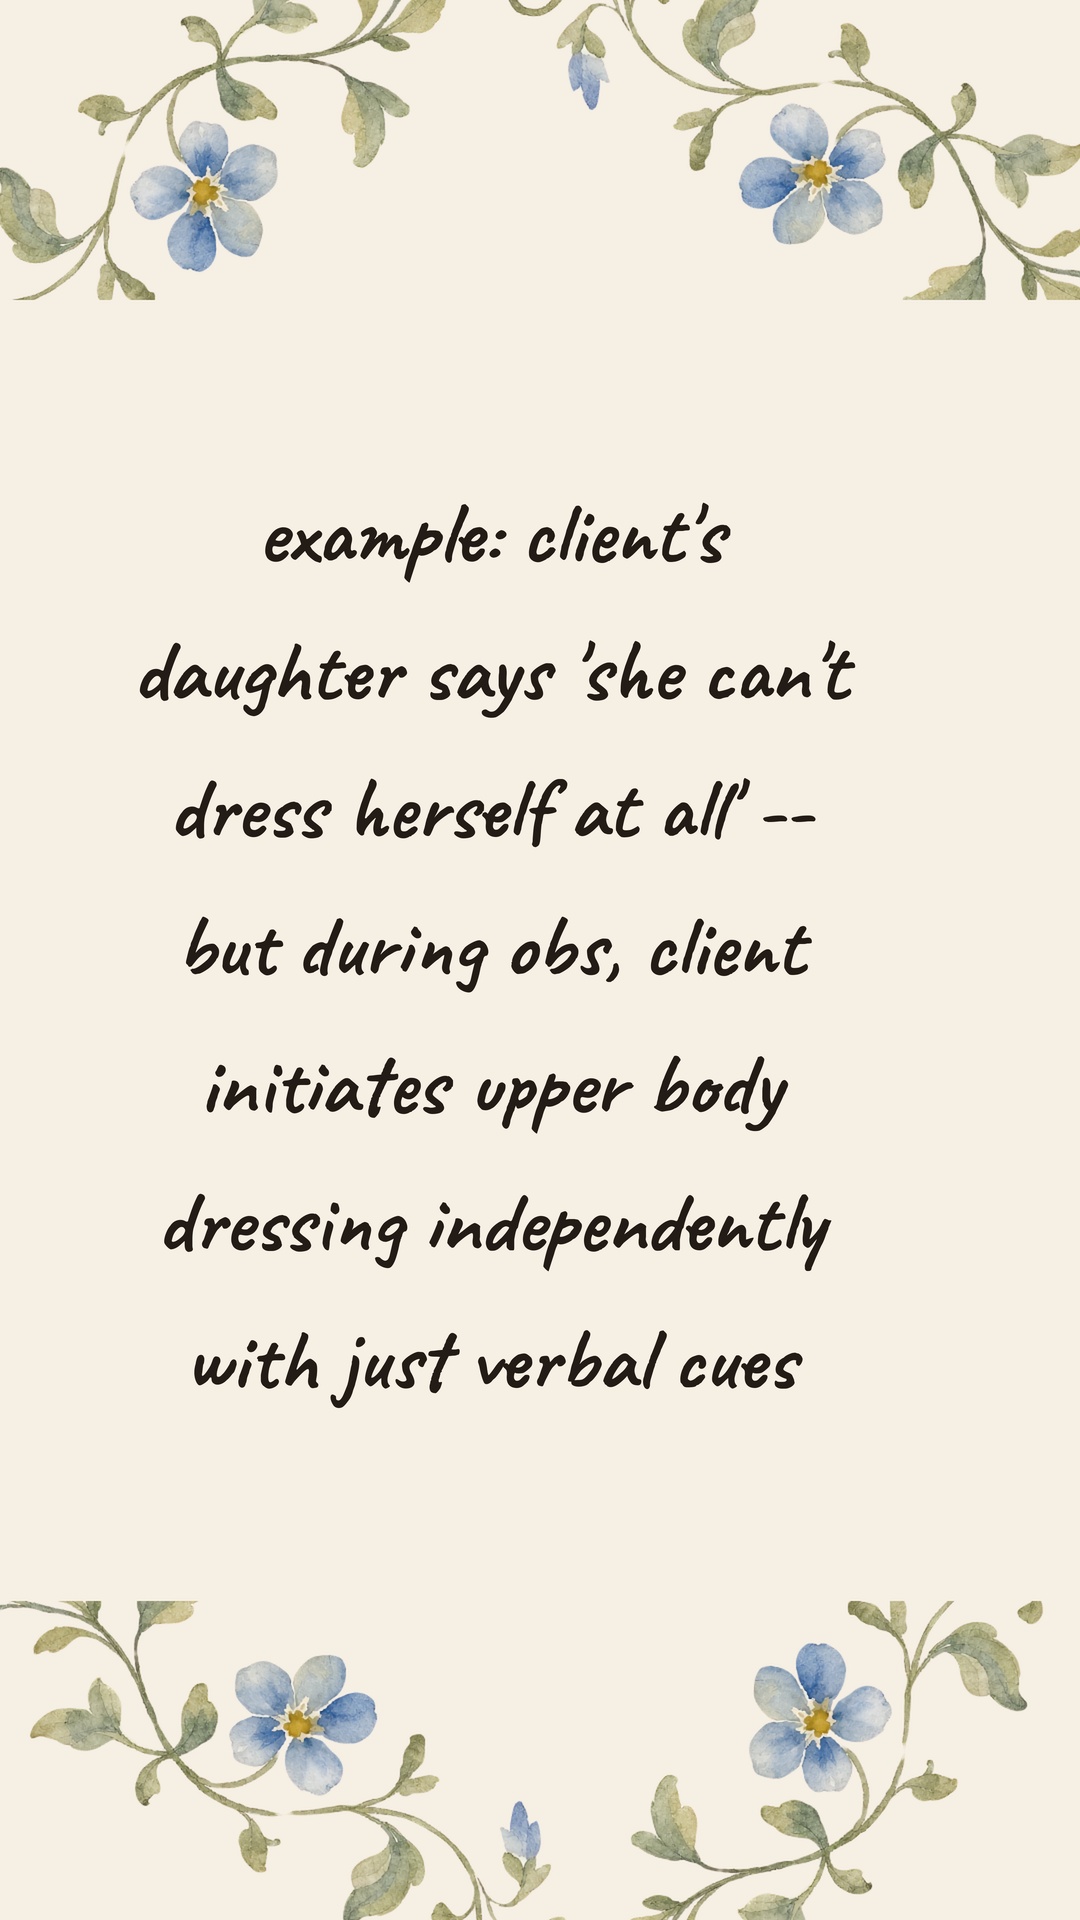 example: client's
daughter says 'she can't
dress herself at all' --
but during obs, client
initiates upper body
dressing independently
with just verbal cues